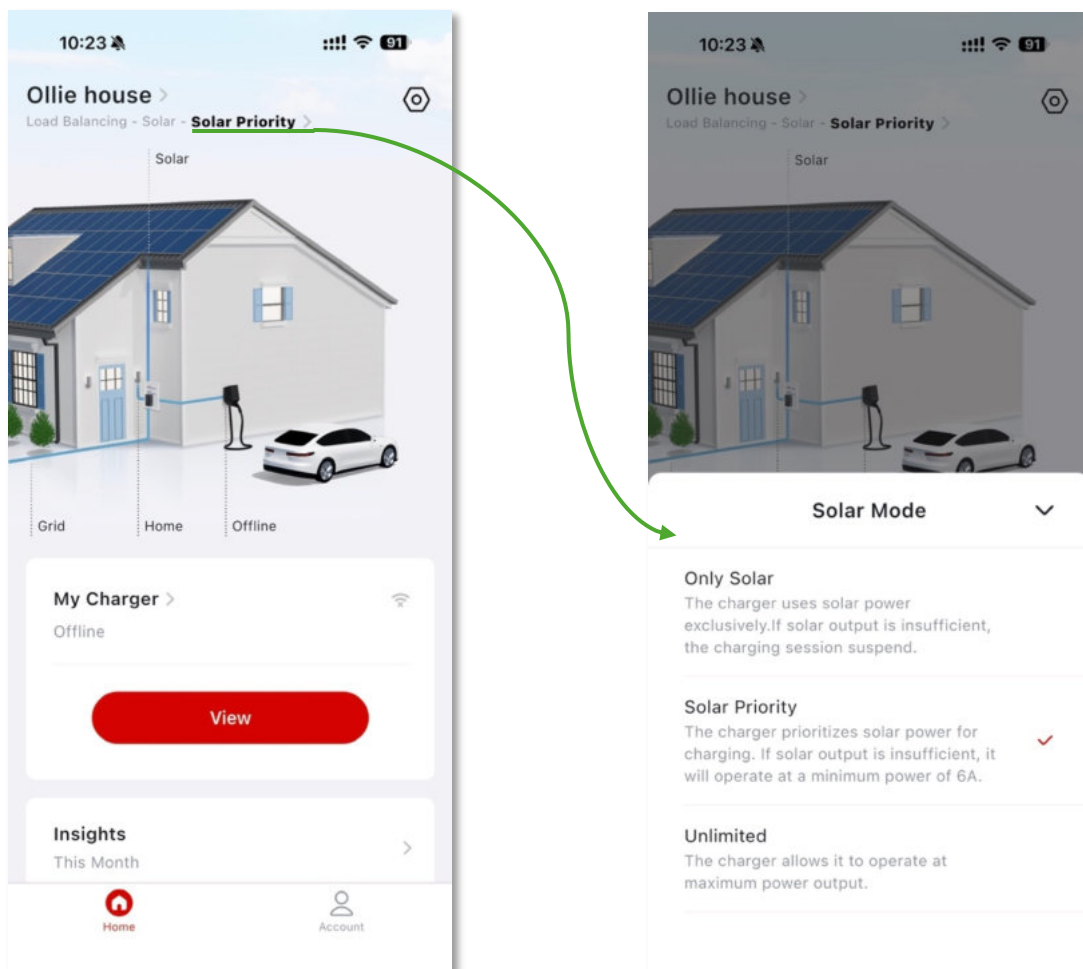 10:23
91
Ollie house >
Load Balancing - Solar - Solar Priority >
Solar
Grid
Home
Offline
My Charger >
Offline
View
Insights
This Month
Home
Account
10:23
91
Ollie house >
Load Balancing - Solar - Solar Priority >
Solar
Solar Mode
Only Solar
The charger uses solar power
exclusively.If solar output is insufficient,
the charging session suspend.
Solar Priority
The charger prioritizes solar power for
charging. If solar output is insufficient, it
will operate at a minimum power of 6A.
Unlimited
The charger allows it to operate at
maximum power output.